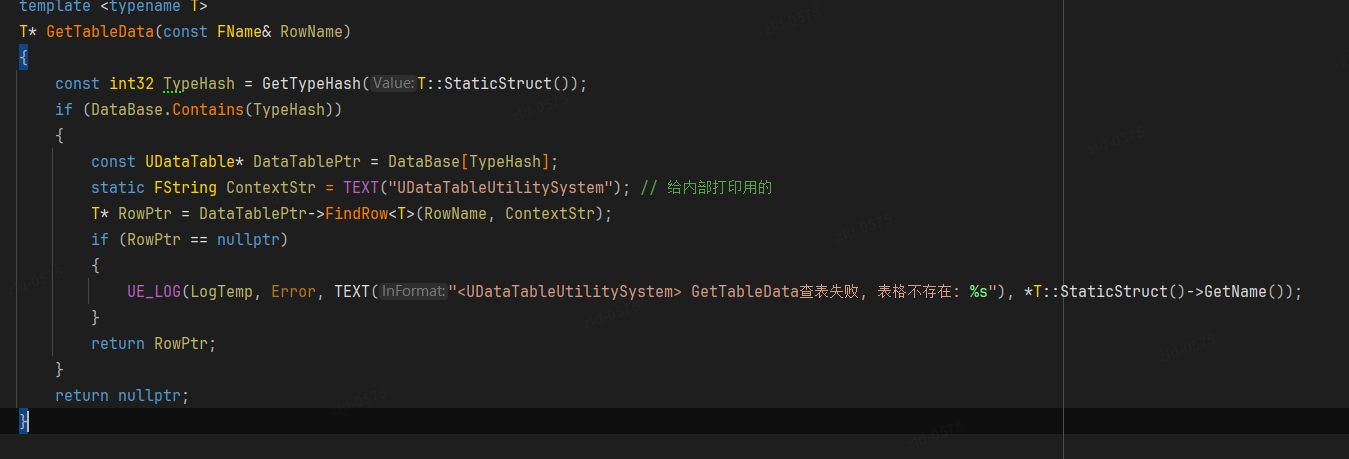 template <typename T>
T* GetTableData(const FName& RowName)
{
    const int32 TypeHash = GetTypeHash(Value:T::StaticStruct());
    if (DataBase.Contains(TypeHash))
    {
        const UDataTable* DataTablePtr = DataBase[TypeHash];
        static FString ContextStr = TEXT("UDataTableUtilitySystem"); // 给内部打印用的
        T* RowPtr = DataTablePtr->FindRow<T>(RowName, ContextStr);
        if (RowPtr == nullptr)
        {
            UE_LOG(LogTemp, Error, TEXT(InFormat:"<UDataTableUtilitySystem> GetTableData查表失败, 表格不存在: %s"), *T::StaticStruct()->GetName());
        }
        return RowPtr;
    }
    return nullptr;
}